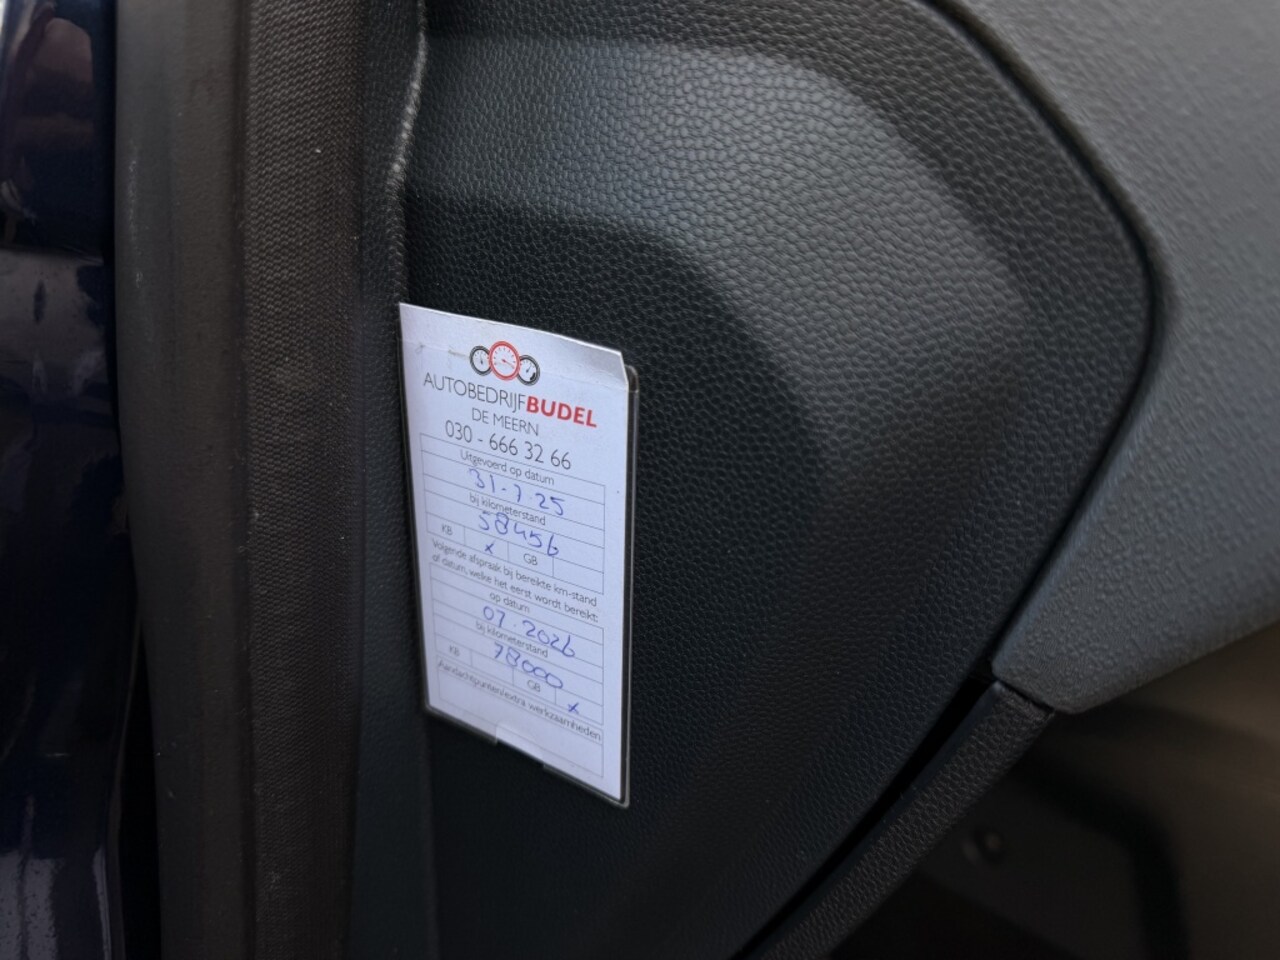 AUTOBEDRIJFBUDEL
DE MEERN
030 - 666 32 66
Uitgevoerd op datum
31-7-25
bij kilometerstand
58456
KB x GB
Volgende afspraak bij bereikte km-stand
of datum, welke het eerst wordt bereikt:
op datum
07-2026
bij kilometerstand
78000
KB GB x
Aandachtpunten/extra werkzaamheden